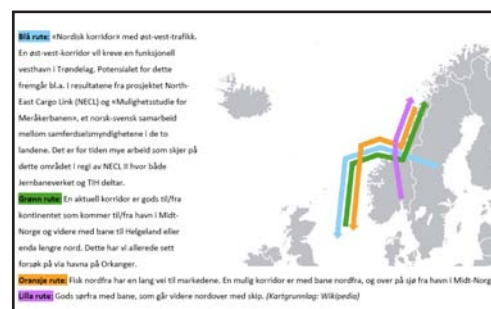 Blå rute: «Nordisk korridor» med øst-vest-trafikk.
En øst-vest-korridor vil kreve en funksjonell
vesthavn i Trøndelag. Potensialet for dette
fremgår bl.a. i resultatene fra prosjektet North-
East Cargo Link (NECL) og «Mulighetsstudie for
Meråkerbanen», et norsk-svensk samarbeid
mellom samferdselsmyndighetene i de to
landene. Det er for tiden mye arbeid som skjer på
dette området i regi av NECL II hvor både
Jernbaneverket og TIH deltar.
Grønn rute: En aktuell korridor er gods til/fra
kontinentet som kommer til/fra havn i Midt-
Norge og videre med bane til Helgeland eller
enda lengre nord. Dette har vi allerede sett
forsøk på via havna på Orkanger.
Oransje rute: Fisk nordfra har en lang vei til markedene. En mulig korridor er med bane nordfra, og over på sjø fra havn i Midt-Norge
Lilla rute: Gods sørfra med bane, som går videre nordover med skip. (Kartgrunnlag: Wikipedia)